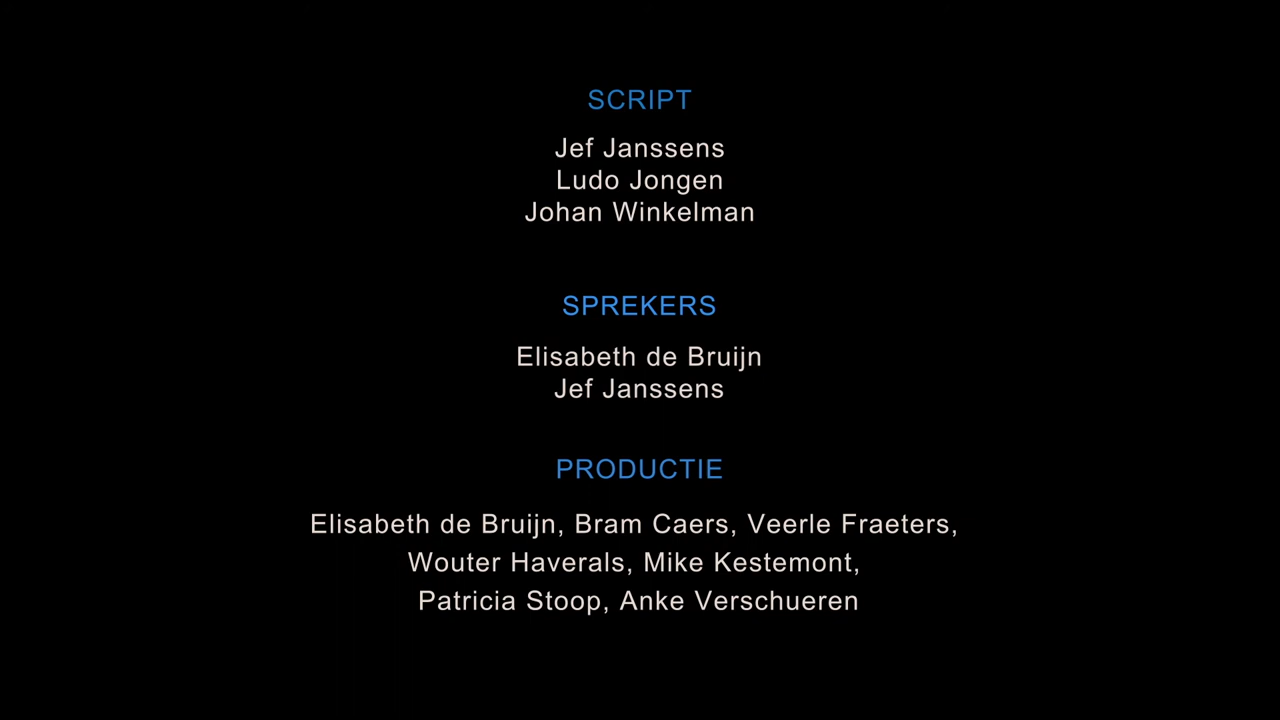 SCRIPT
Jef Janssens
Ludo Jongen
Johan Winkelman
SPREKERS
Elisabeth de Bruijn
Jef Janssens
PRODUCTIE
Elisabeth de Bruijn, Bram Caers, Veerle Fraeters,
Wouter Haverals, Mike Kestemont,
Patricia Stoop, Anke Verschueren